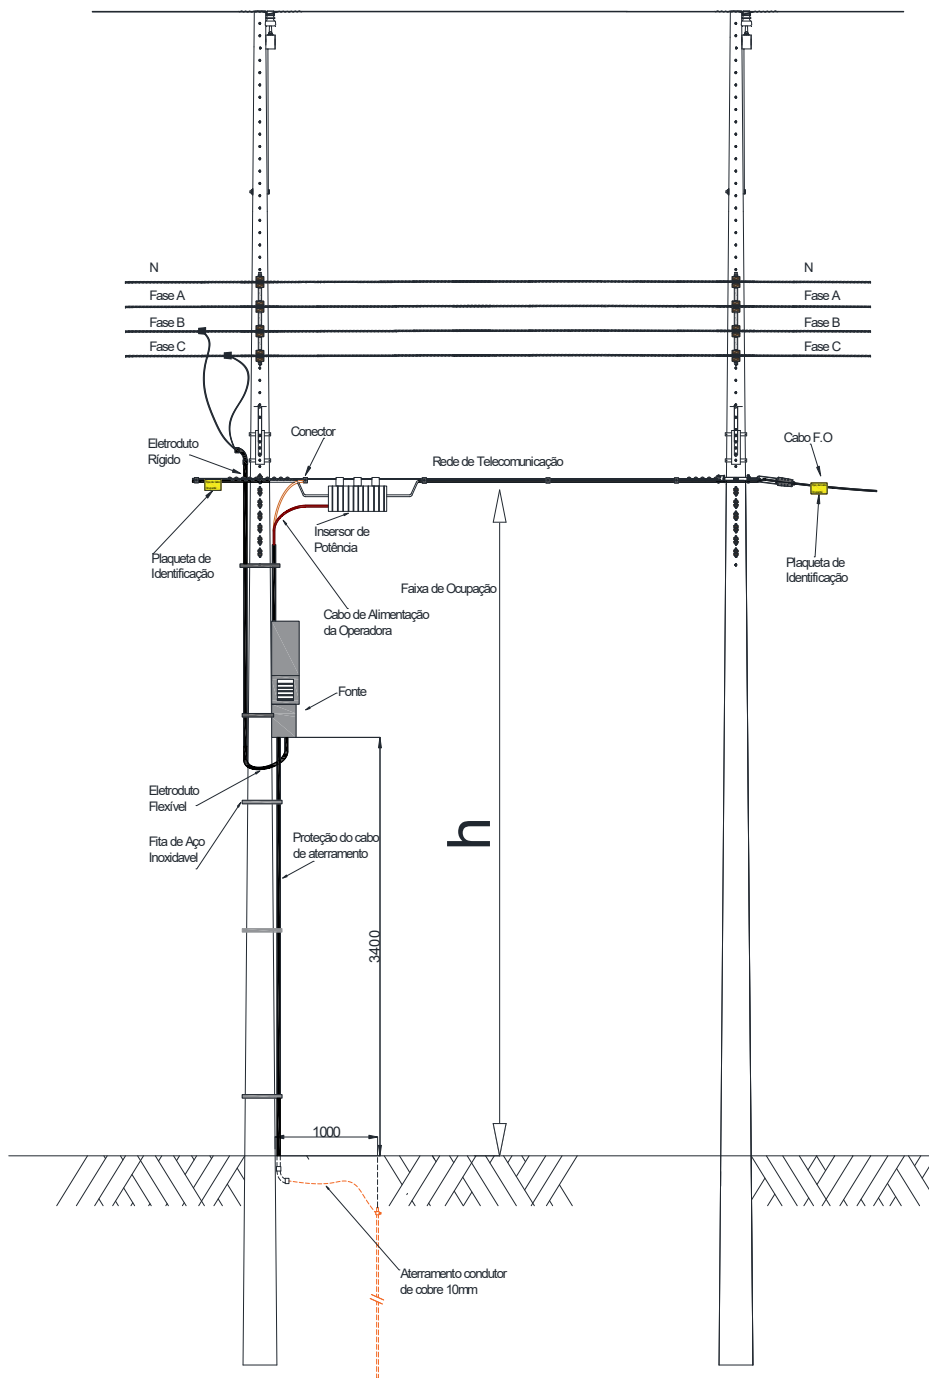 N
N
Fase A
Fase A
Fase B
Fase B
Fase C
Fase C
Conector
Cabo F.O
Eletroduto
Rígido
Rede de Telecomunicação
Insersor de
Potência
Plaqueta de
Identificação
Plaqueta de
Identificação
Faixa de Ocupação
Cabo de Alimentação
da Operadora
Fonte
Eletroduto
Flexível
h
Fita de Aço
Inoxidavel
Proteção do cabo
de aterramento
3400
1000
Aterramento condutor
de cobre 10mm